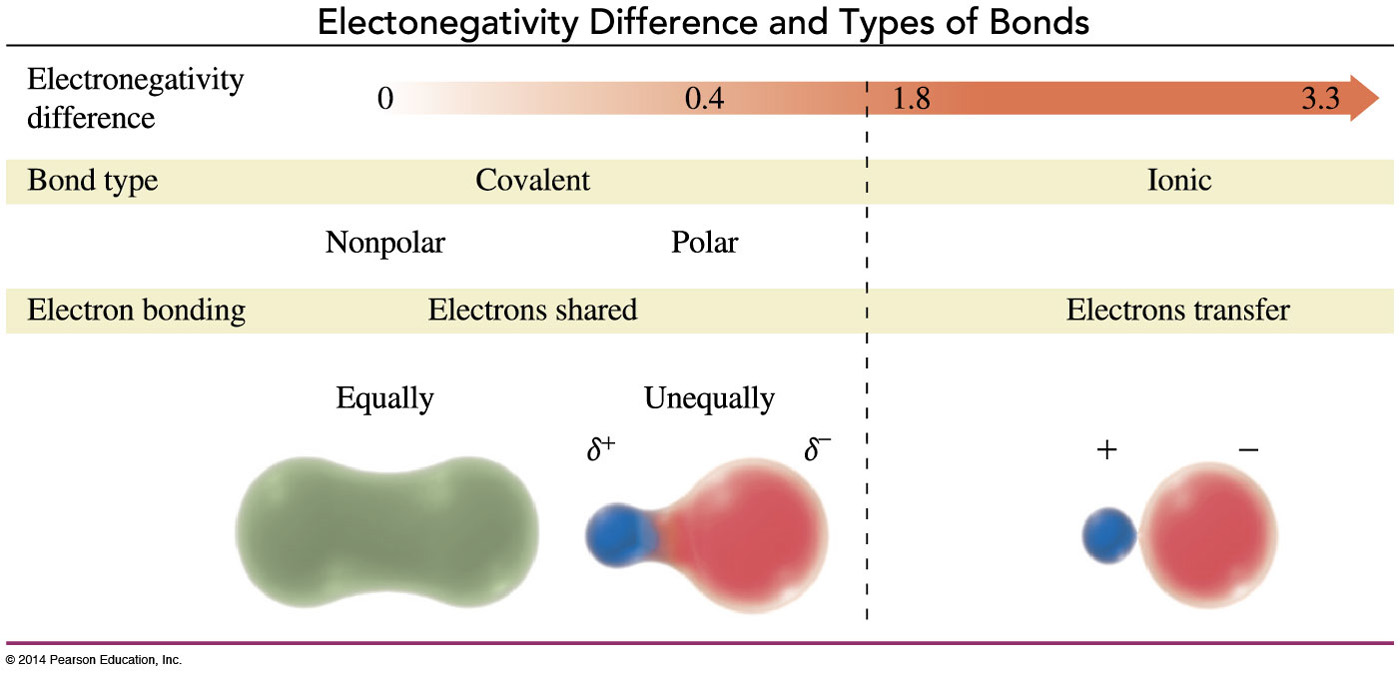 Electonegativity Difference and Types of Bonds
Electronegativity
difference
0 0.4 1.8 3.3
Bond type Covalent Ionic
Nonpolar Polar
Electron bonding Electrons shared Electrons transfer
Equally Unequally
δ+ δ− + −
© 2014 Pearson Education, Inc.